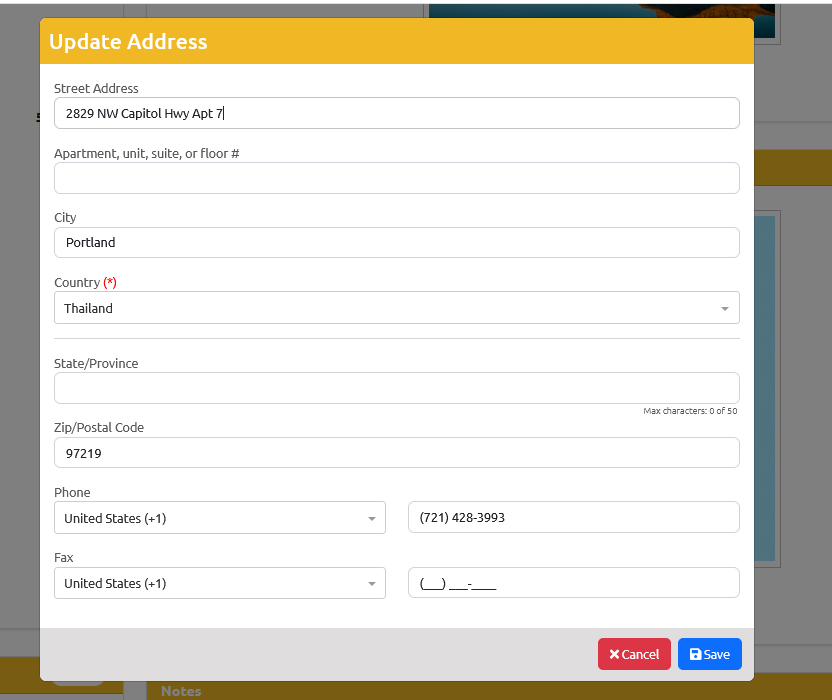 Update Address
Street Address
2829 NW Capitol Hwy Apt 7
Apartment, unit, suite, or floor #
City
Portland
Country (*)
Thailand
State/Province
Max characters: 0 of 50
Zip/Postal Code
97219
Phone
United States (+1) (721) 428-3993
Fax
United States (+1) (___) ___-____
Cancel Save
Notes